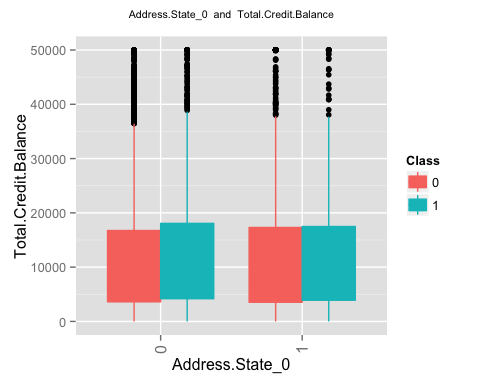 Address.State_0 and Total.Credit.Balance
50000
40000
30000
20000
10000
0
Total.Credit.Balance
0
1
Address.State_0
Class
0
1